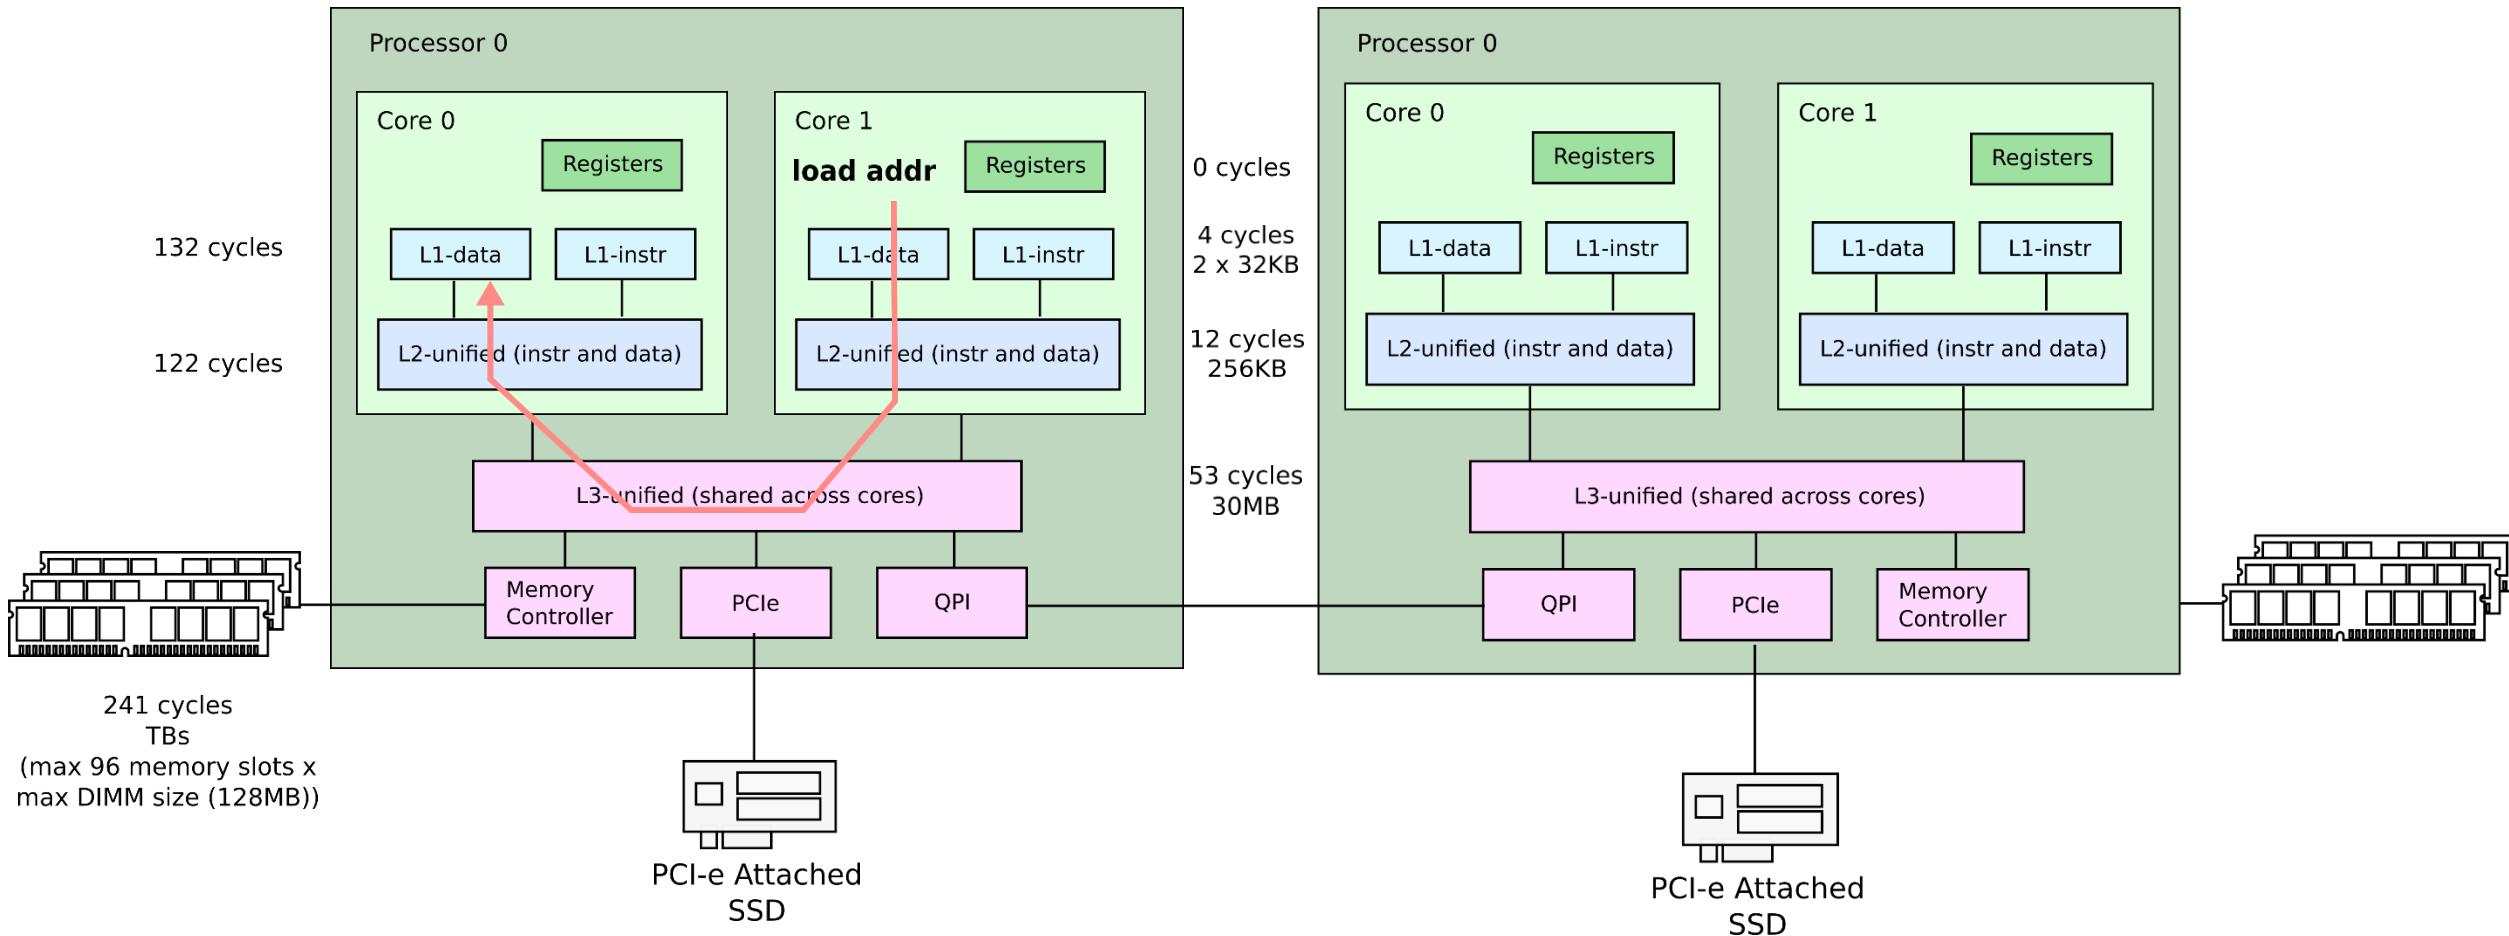 Processor 0
Core 0
Registers
L1-data
L1-instr
L2-unified (instr and data)
Core 1
load addr
Registers
L1-data
L1-instr
L2-unified (instr and data)
L3-unified (shared across cores)
Memory
Controller
PCIe
QPI
132 cycles
122 cycles
241 cycles
TBs
(max 96 memory slots x
max DIMM size (128MB))
PCI-e Attached
SSD
0 cycles
4 cycles
2 x 32KB
12 cycles
256KB
53 cycles
30MB
Processor 0
Core 0
Registers
L1-data
L1-instr
L2-unified (instr and data)
Core 1
Registers
L1-data
L1-instr
L2-unified (instr and data)
L3-unified (shared across cores)
QPI
PCIe
Memory
Controller
PCI-e Attached
SSD